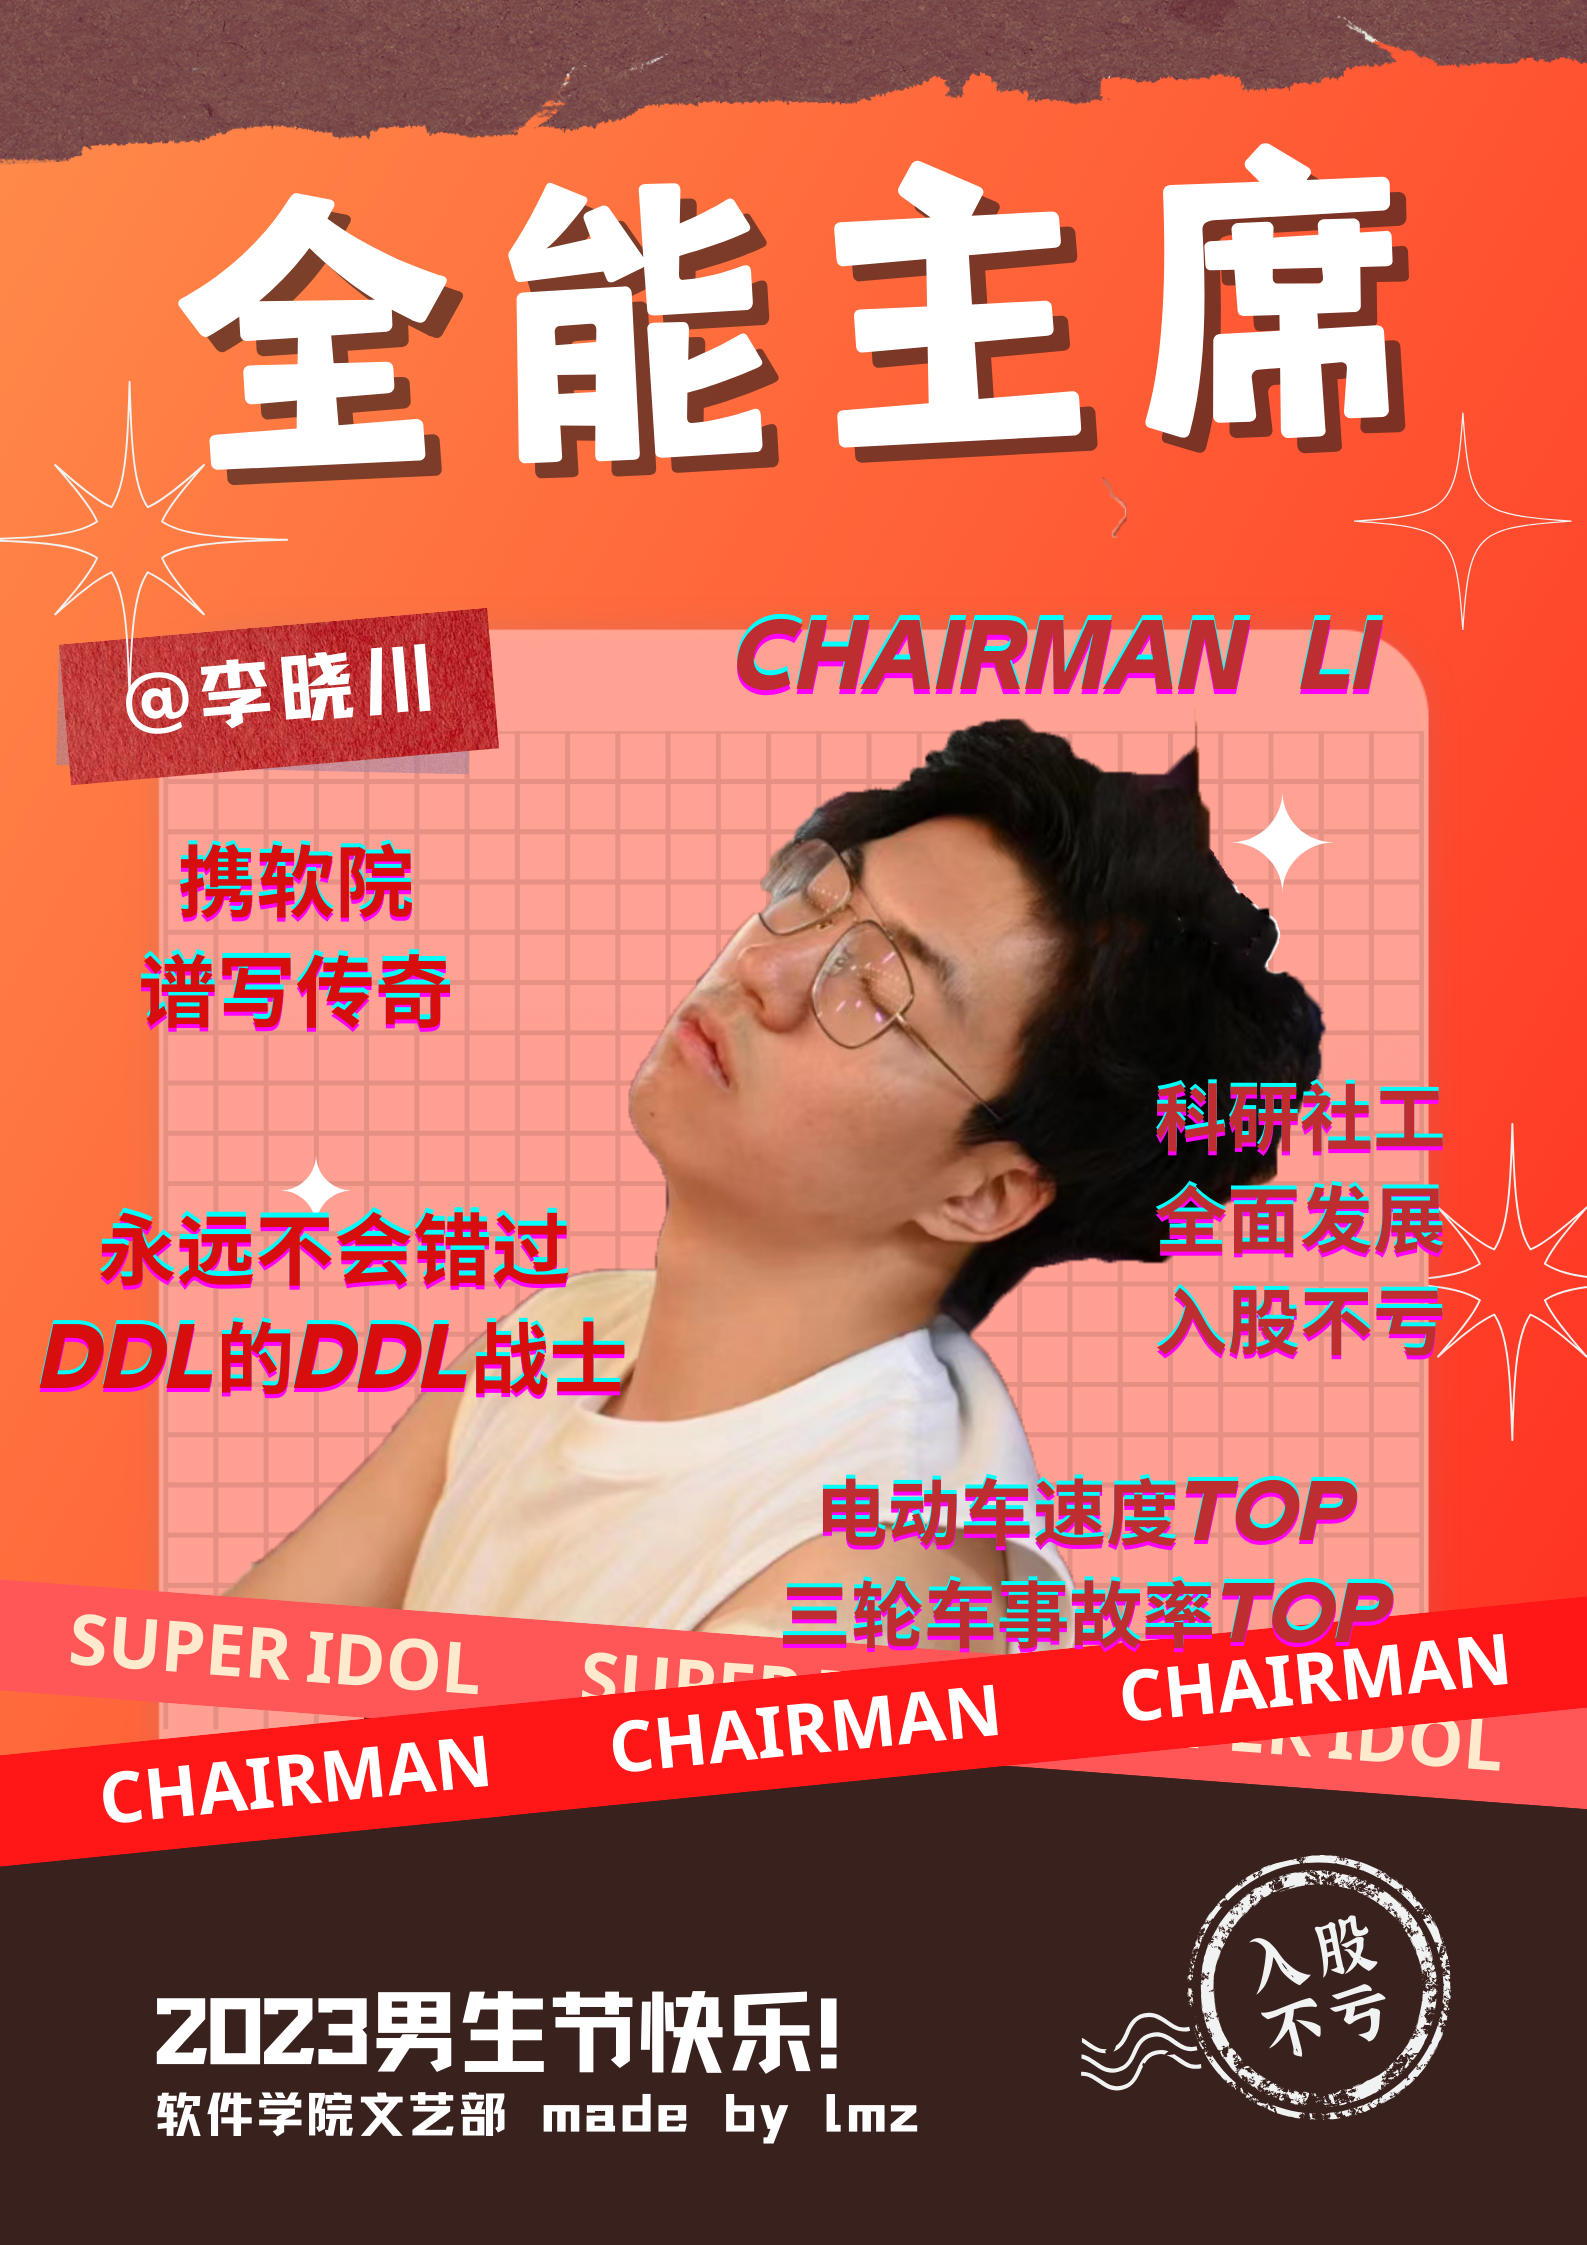 全能主席
@李晓川
CHAIRMAN LI
携软院
谱写传奇
科研社工
全面发展
入股不亏
永远不会错过
DDL的DDL战士
电动车速度TOP
三轮车事故率TOP
SUPER IDOL
CHAIRMAN CHAIRMAN CHAIRMAN
入股
不亏
2023男生节快乐!
软件学院文艺部 made by lmz